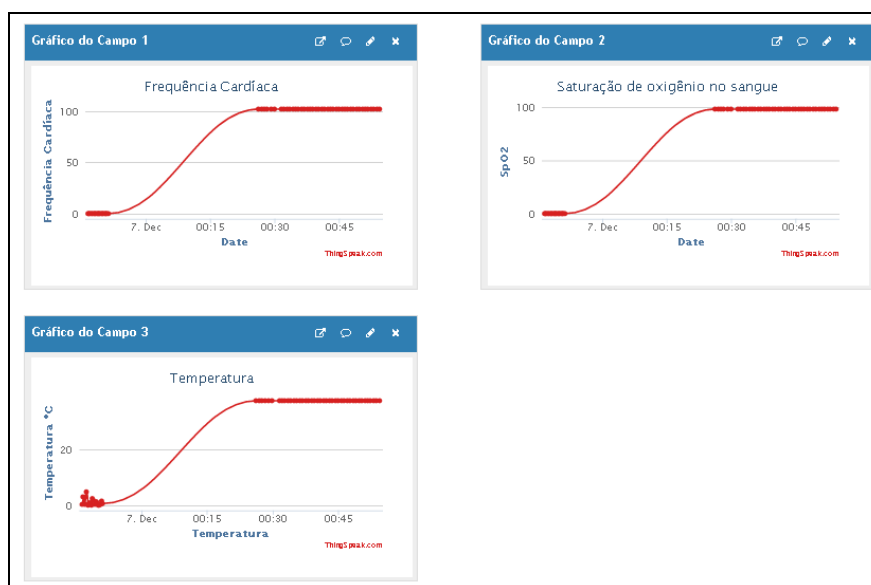 Gráfico do Campo 1
Frequência Cardíaca
Frequência Cardíaca
100
50
0
7. Dec
00:15
00:30
00:45
Date
ThingSpeak.com
Gráfico do Campo 2
Saturação de oxigênio no sangue
SpO2
100
50
0
7. Dec
00:15
00:30
00:45
Date
ThingSpeak.com
Gráfico do Campo 3
Temperatura
Temperatura °C
20
0
7. Dec
00:15
00:30
00:45
Temperatura
ThingSpeak.com